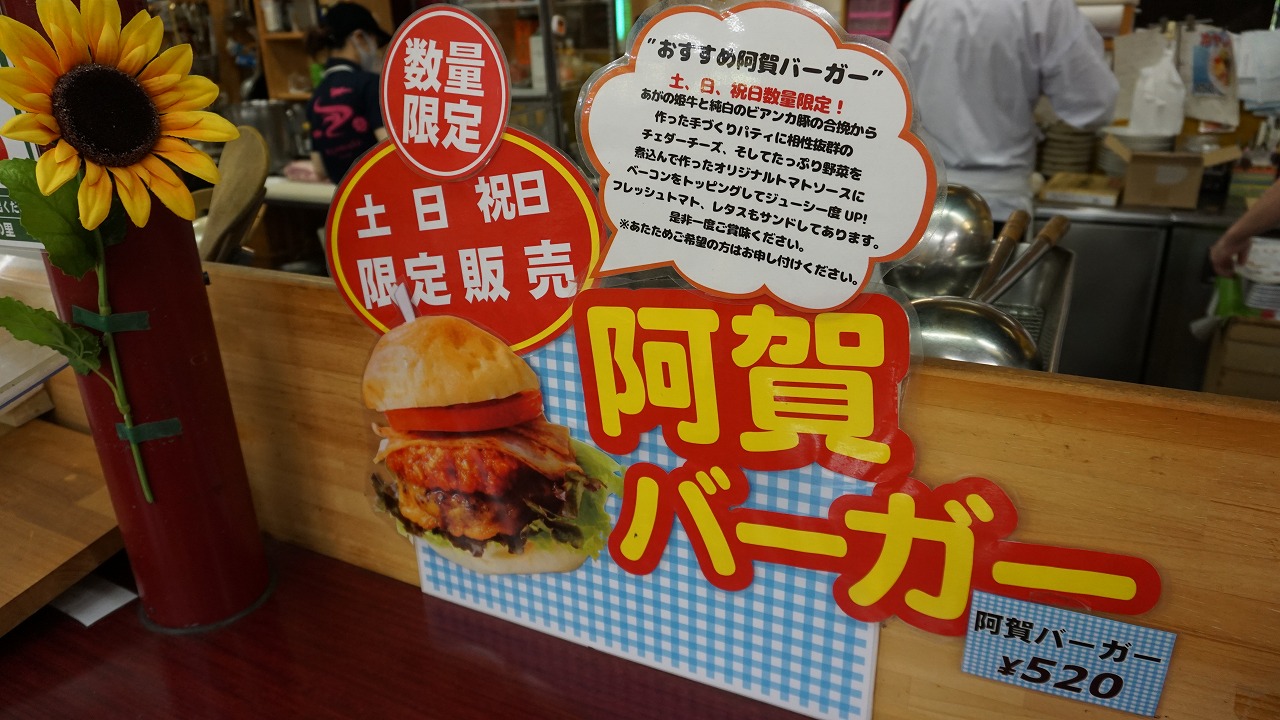 数量
限定
土 日 祝日
限定販売
"おすすめ阿賀バーガー"
土、日、祝日数量限定！
あがの姫牛と純白のビアンカ豚の合挽から
作った手づくりパティに相性抜群の
チェダーチーズ、そしてたっぷり野菜を
煮込んで作ったオリジナルトマトソースに
ベーコンをトッピングしてジューシー度UP!
フレッシュトマト、レタスもサンドしてあります。
是非一度ご賞味ください。
※あたためご希望の方はお申し付けください。
阿賀
バーガー
阿賀バーガー
¥520